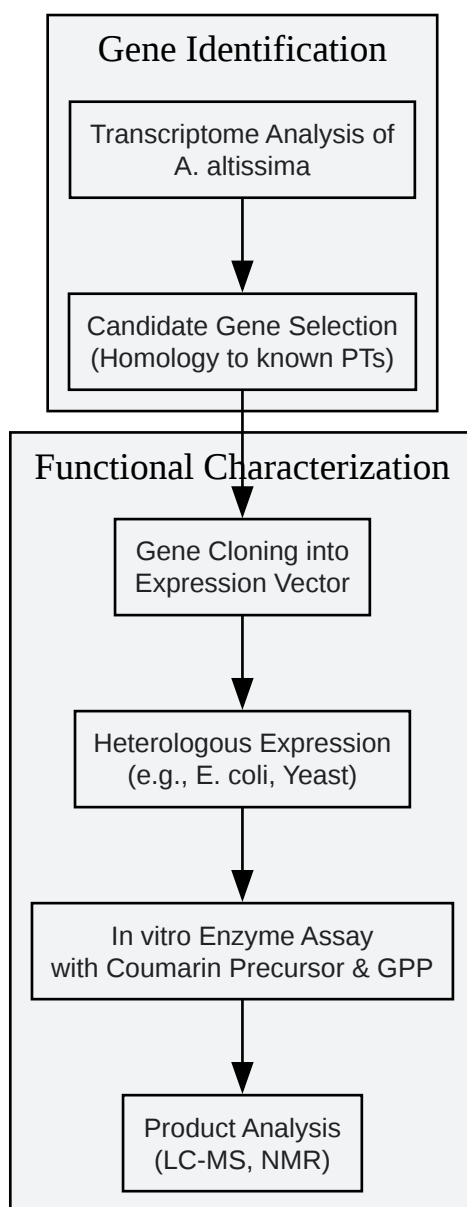 Gene Identification
Transcriptome Analysis of
A. altissima
Candidate Gene Selection
(Homology to known PTs)
Functional Characterization
Gene Cloning into
Expression Vector
Heterologous Expression
(e.g., E. coli, Yeast)
In vitro Enzyme Assay
with Coumarin Precursor & GPP
Product Analysis
(LC-MS, NMR)